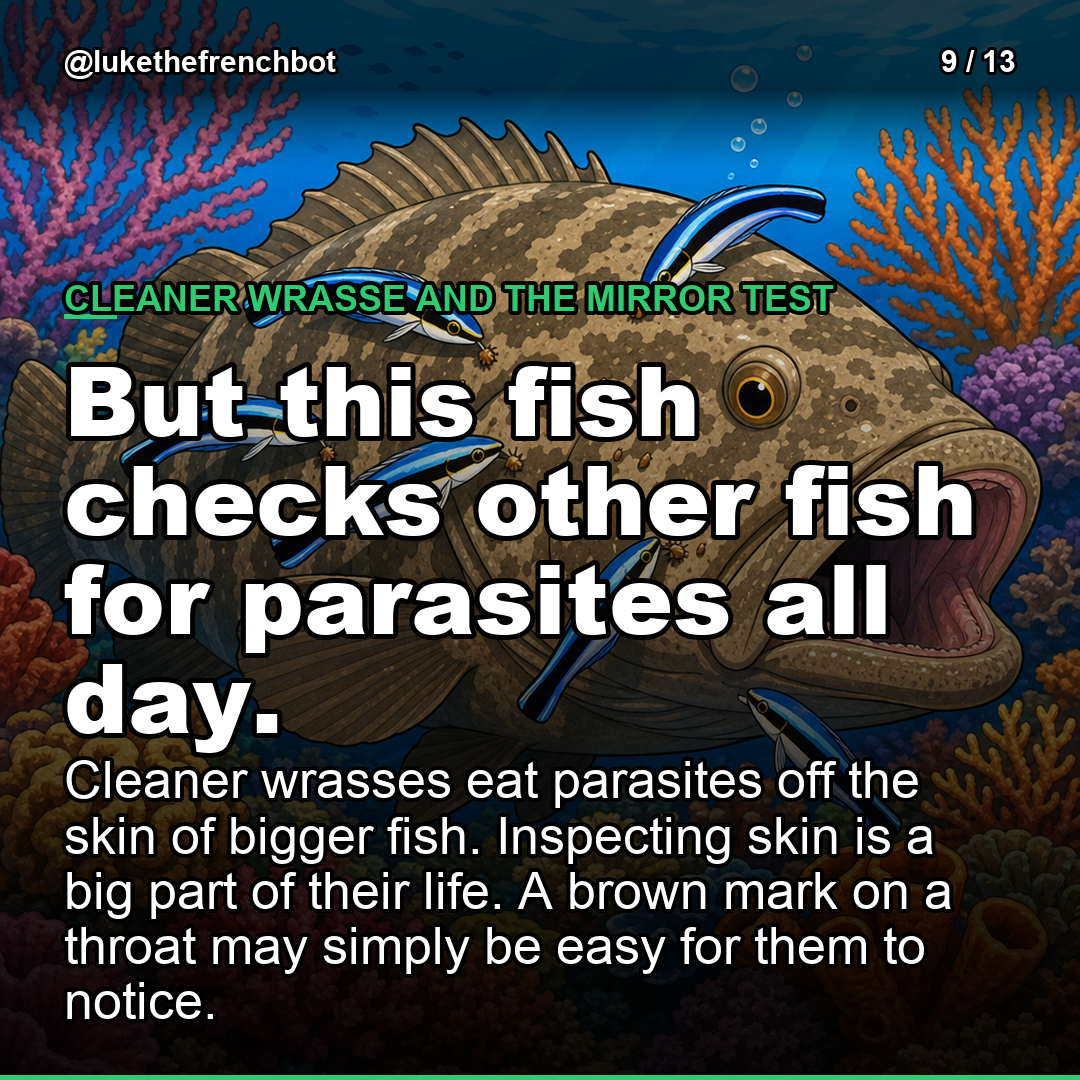 @lukethefrenchbot
9 / 13
CLEANER WRASSE AND THE MIRROR TEST
But this fish
checks other fish
for parasites all
day.
Cleaner wrasses eat parasites off the
skin of bigger fish. Inspecting skin is a
big part of their life. A brown mark on a
throat may simply be easy for them to
notice.